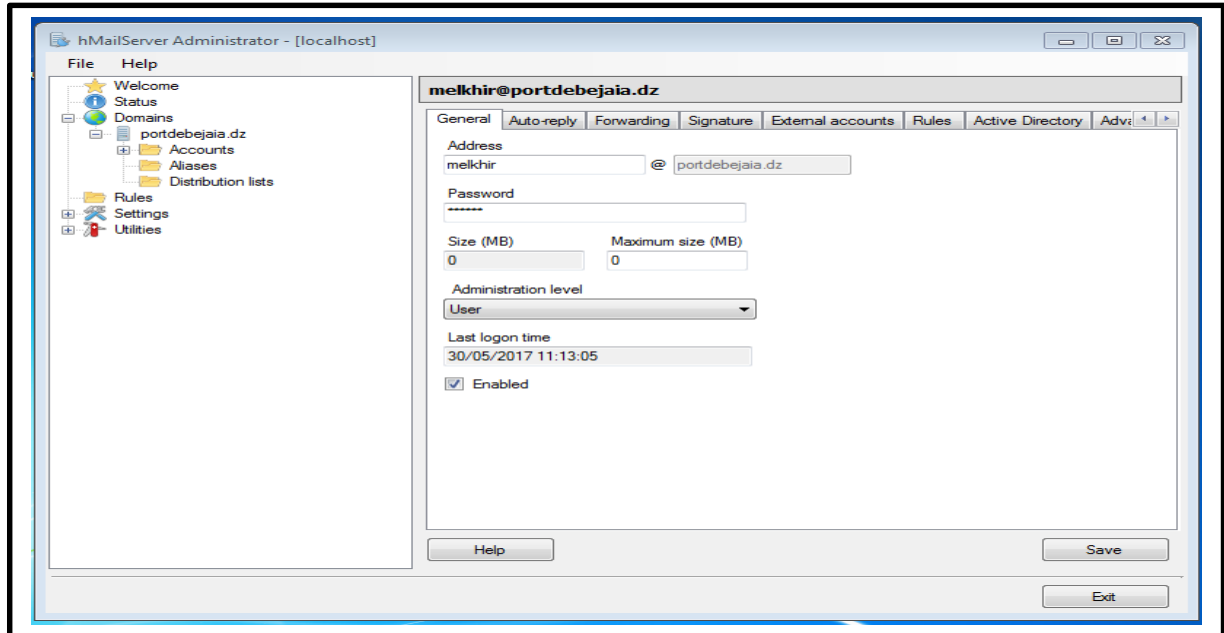 hMailServer Administrator - [localhost]
File Help
Welcome
Status
Domains
portdebejaia.dz
Accounts
Aliases
Distribution lists
Rules
Settings
Utilities
melkhir@portdebejaia.dz
General Auto-reply Forwarding Signature External accounts Rules Active Directory
Address
melkhir @ portdebejaia.dz
Password
******
Size (MB) Maximum size (MB)
0 0
Administration level
User
Last logon time
30/05/2017 11:13:05
Enabled
Help Save
Exit